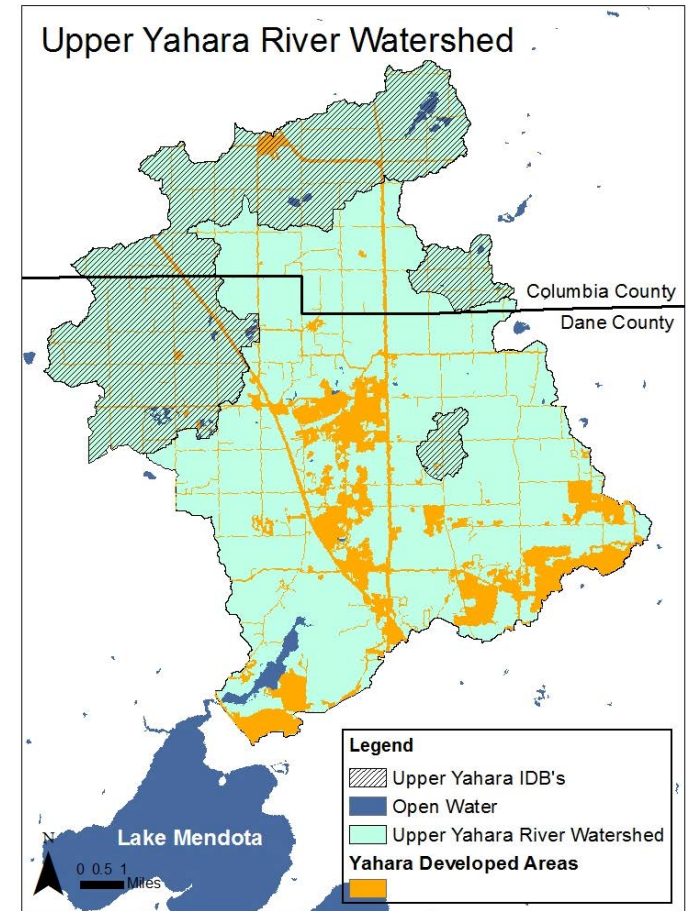 Upper Yahara River Watershed
Columbia County
Dane County
Legend
Upper Yahara IDB's
Open Water
Upper Yahara River Watershed
Yahara Developed Areas
Lake Mendota
N
0 0.5 1
Miles